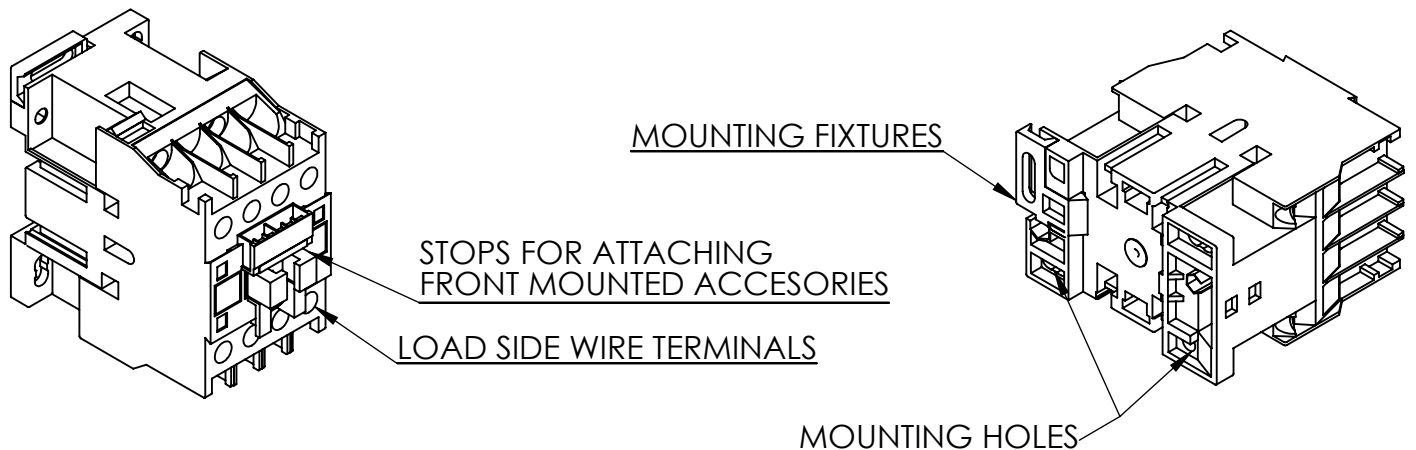 MOUNTING FIXTURES
STOPS FOR ATTACHING
FRONT MOUNTED ACCESORIES
LOAD SIDE WIRE TERMINALS
MOUNTING HOLES